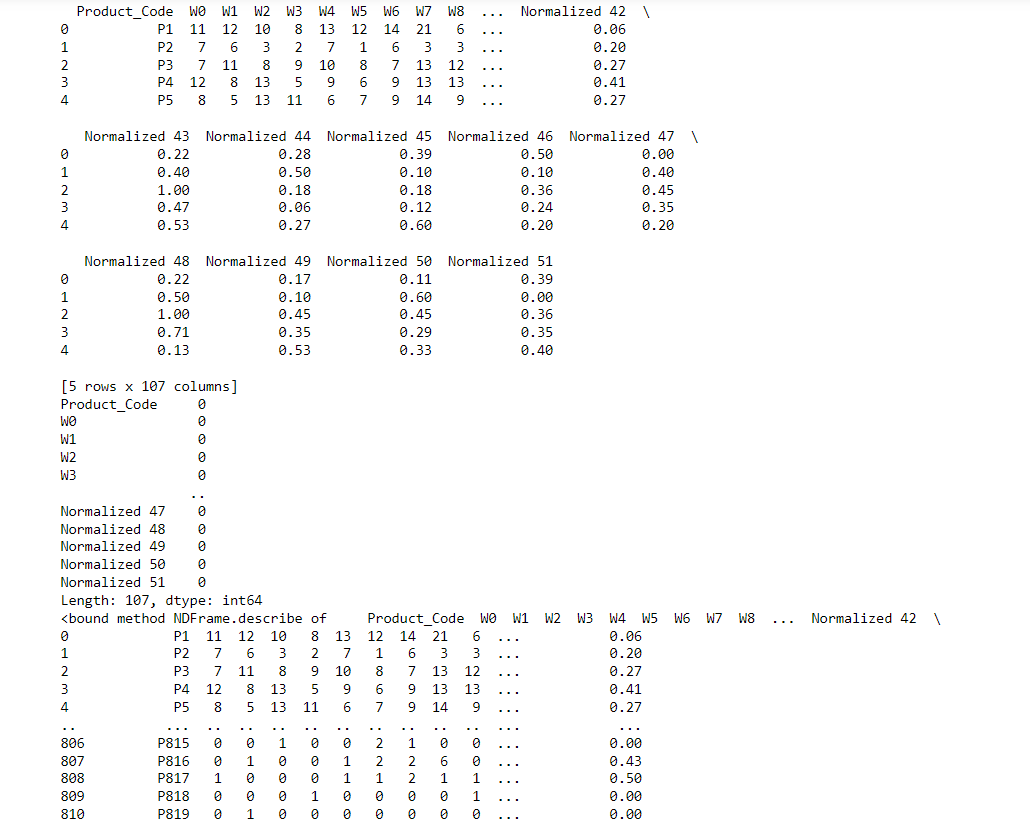 Product_Code  W0  W1  W2  W3  W4  W5  W6  W7  W8  ...  Normalized 42  \
0           P1  11  12  10   8  13  12  14  21   6  ...           0.06
1           P2   7   6   3   2   7   1   6   3   3  ...           0.20
2           P3   7  11   8   9  10   8   7  13  12  ...           0.27
3           P4  12   8  13   5   9   6   9  13  13  ...           0.41
4           P5   8   5  13  11   6   7   9  14   9  ...           0.27
Normalized 43  Normalized 44  Normalized 45  Normalized 46  Normalized 47  \
0           0.22           0.28           0.39           0.50           0.00
1           0.40           0.50           0.10           0.10           0.40
2           1.00           0.18           0.18           0.36           0.45
3           0.47           0.06           0.12           0.24           0.35
4           0.53           0.27           0.60           0.20           0.20
Normalized 48  Normalized 49  Normalized 50  Normalized 51
0           0.22           0.17           0.11           0.39
1           0.50           0.10           0.60           0.00
2           1.00           0.45           0.45           0.36
3           0.71           0.35           0.29           0.35
4           0.13           0.53           0.33           0.40
[5 rows x 107 columns]
Product_Code     0
W0               0
W1               0
W2               0
W3               0
..
Normalized 47    0
Normalized 48    0
Normalized 49    0
Normalized 50    0
Normalized 51    0
Length: 107, dtype: int64
<bound method NDFrame.describe of     Product_Code  W0  W1  W2  W3  W4  W5  W6  W7  W8  ...  Normalized 42  \
0             P1  11  12  10   8  13  12  14  21   6  ...           0.06
1             P2   7   6   3   2   7   1   6   3   3  ...           0.20
2             P3   7  11   8   9  10   8   7  13  12  ...           0.27
3             P4  12   8  13   5   9   6   9  13  13  ...           0.41
4             P5   8   5  13  11   6   7   9  14   9  ...           0.27
..           ...  ..  ..  ..  ..  ..  ..  ..  ..  ..  ...            ...
806         P815   0   0   1   0   0   2   1   0   0  ...           0.00
807         P816   0   1   0   0   1   2   2   6   0  ...           0.43
808         P817   1   0   0   0   1   1   2   1   1  ...           0.50
809         P818   0   0   0   1   0   0   0   0   1  ...           0.00
810         P819   0   1   0   0   0   0   0   0   0  ...           0.00